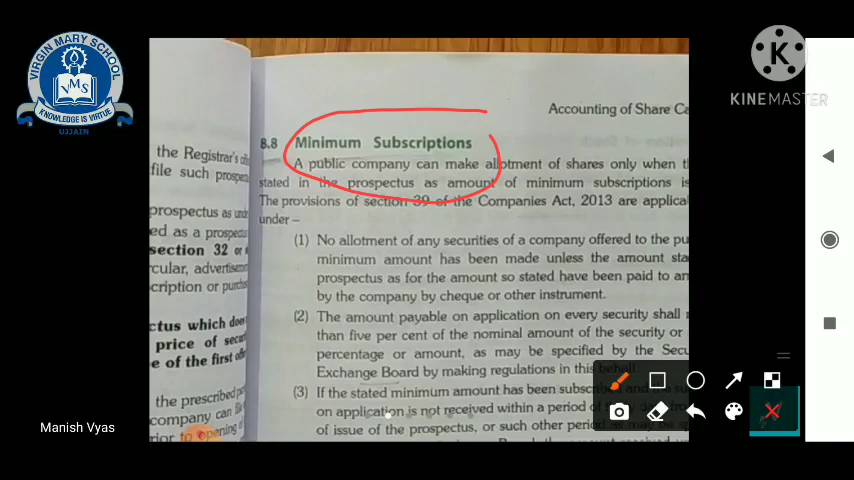 VIRGIN MARY SCHOOL
VMS
KNOWLEDGE IS VIRTUE
UJJAIN
K
KINEMASTER
Accounting of Share Ca
the Registrar's
file such
prospectus as
ed as a
section 32 or
rcular,
cription or
ctus which does
price of
e of the first
the prescribed
company can
prior to opening
8.8 Minimum Subscriptions
A public company can make allotment of shares only when
stated in the prospectus as amount of minimum subscriptions is
The provisions of section 39 of the Companies Act, 2013 are applica
under –
(1) No allotment of any securities of a company offered to the pu
minimum amount has been made unless the amount sta
prospectus as for the amount so stated have been paid to an
by the company by cheque or other instrument.
(2) The amount payable on application on every security shall
than five per cent of the nominal amount of the security or
percentage or amount, as may be specified by the Secu
Exchange Board by making regulations in this behalf.
(3) If the stated minimum amount has been
on application is not received within a period
of issue of the prospectus, or such other period
Manish Vyas